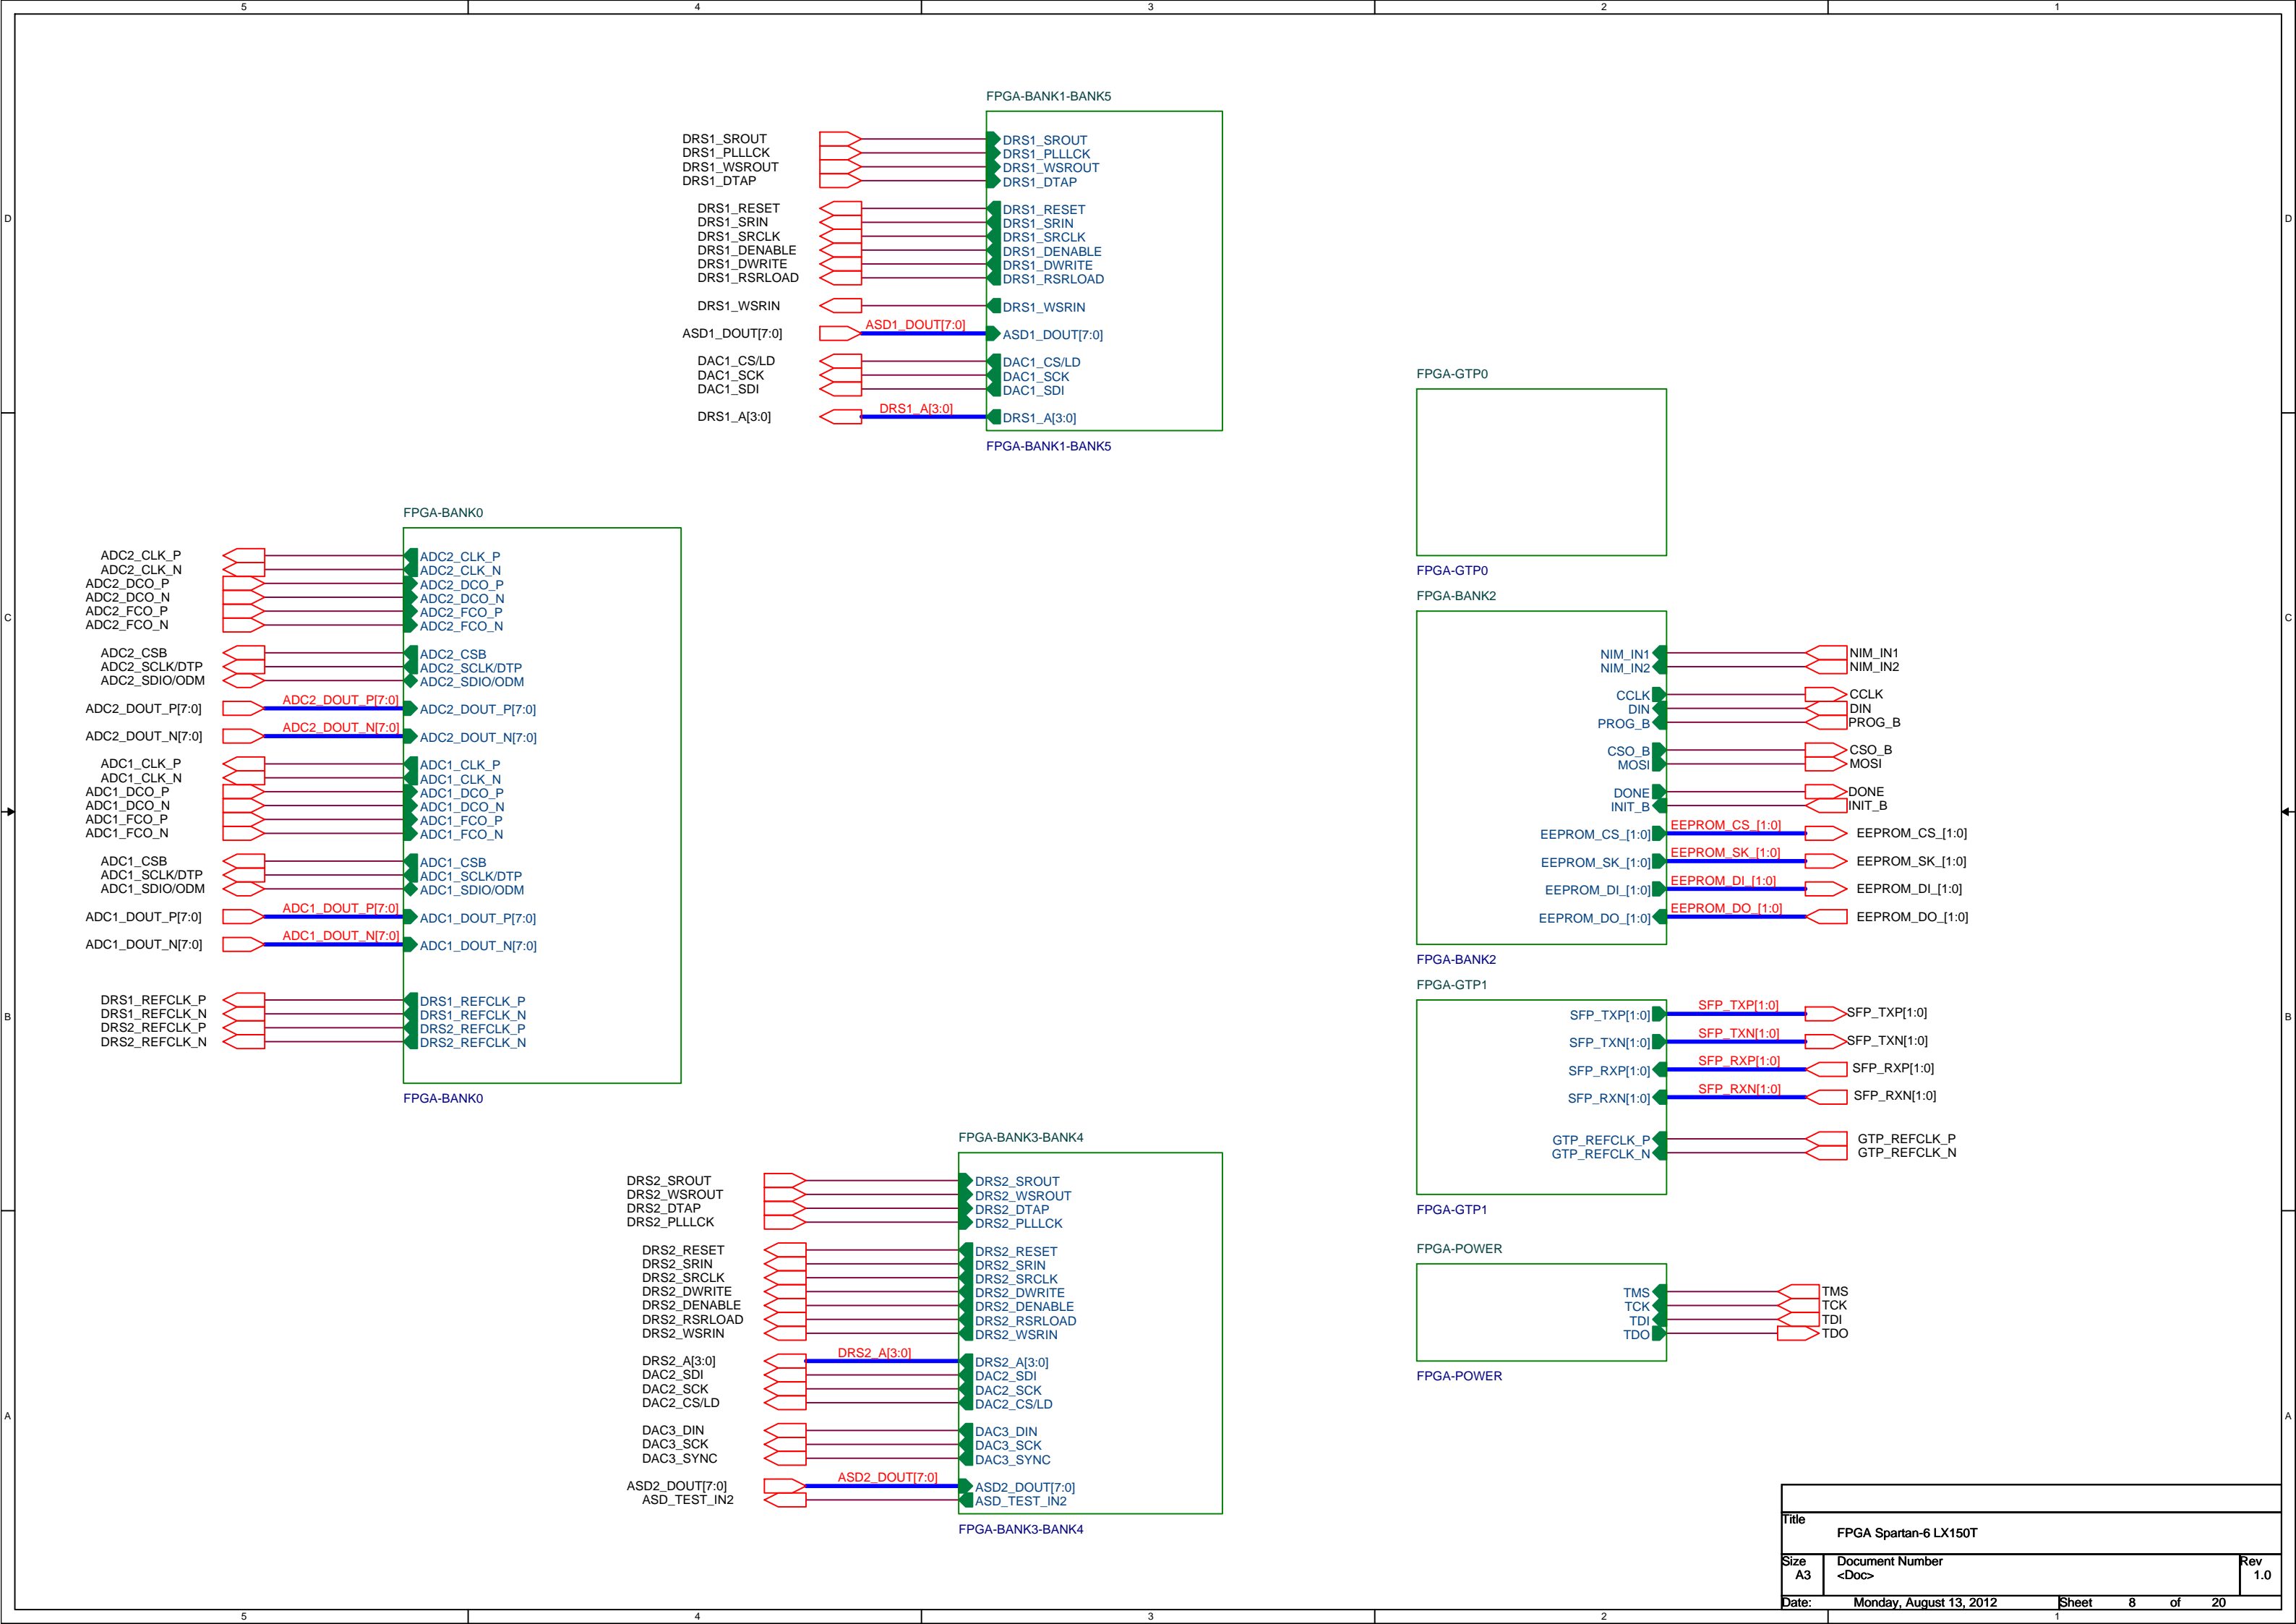 5 4 3 2 1
D D
C C
B B
A A
FPGA-BANK1-BANK5
DRS1_SROUT DRS1_SROUT
DRS1_PLLLCK DRS1_PLLLCK
DRS1_WSROUT DRS1_WSROUT
DRS1_DTAP DRS1_DTAP
DRS1_RESET DRS1_RESET
DRS1_SRIN DRS1_SRIN
DRS1_SRCLK DRS1_SRCLK
DRS1_DENABLE DRS1_DENABLE
DRS1_DWRITE DRS1_DWRITE
DRS1_RSRLOAD DRS1_RSRLOAD
DRS1_WSRIN DRS1_WSRIN
ASD1_DOUT[7:0] ASD1_DOUT[7:0] ASD1_DOUT[7:0]
DAC1_CS/LD DAC1_CS/LD
DAC1_SCK DAC1_SCK
DAC1_SDI DAC1_SDI
DRS1_A[3:0] DRS1_A[3:0] DRS1_A[3:0]
FPGA-BANK1-BANK5
FPGA-BANK0
ADC2_CLK_P ADC2_CLK_P
ADC2_CLK_N ADC2_CLK_N
ADC2_DCO_P ADC2_DCO_P
ADC2_DCO_N ADC2_DCO_N
ADC2_FCO_P ADC2_FCO_P
ADC2_FCO_N ADC2_FCO_N
ADC2_CSB ADC2_CSB
ADC2_SCLK/DTP ADC2_SCLK/DTP
ADC2_SDIO/ODM ADC2_SDIO/ODM
ADC2_DOUT_P[7:0] ADC2_DOUT_P[7:0] ADC2_DOUT_P[7:0]
ADC2_DOUT_N[7:0] ADC2_DOUT_N[7:0] ADC2_DOUT_N[7:0]
ADC1_CLK_P ADC1_CLK_P
ADC1_CLK_N ADC1_CLK_N
ADC1_DCO_P ADC1_DCO_P
ADC1_DCO_N ADC1_DCO_N
ADC1_FCO_P ADC1_FCO_P
ADC1_FCO_N ADC1_FCO_N
ADC1_CSB ADC1_CSB
ADC1_SCLK/DTP ADC1_SCLK/DTP
ADC1_SDIO/ODM ADC1_SDIO/ODM
ADC1_DOUT_P[7:0] ADC1_DOUT_P[7:0] ADC1_DOUT_P[7:0]
ADC1_DOUT_N[7:0] ADC1_DOUT_N[7:0] ADC1_DOUT_N[7:0]
DRS1_REFCLK_P DRS1_REFCLK_P
DRS1_REFCLK_N DRS1_REFCLK_N
DRS2_REFCLK_P DRS2_REFCLK_P
DRS2_REFCLK_N DRS2_REFCLK_N
FPGA-BANK0
FPGA-BANK3-BANK4
DRS2_SROUT DRS2_SROUT
DRS2_WSROUT DRS2_WSROUT
DRS2_DTAP DRS2_DTAP
DRS2_PLLLCK DRS2_PLLLCK
DRS2_RESET DRS2_RESET
DRS2_SRIN DRS2_SRIN
DRS2_SRCLK DRS2_SRCLK
DRS2_DWRITE DRS2_DWRITE
DRS2_DENABLE DRS2_DENABLE
DRS2_RSRLOAD DRS2_RSRLOAD
DRS2_WSRIN DRS2_WSRIN
DRS2_A[3:0] DRS2_A[3:0] DRS2_A[3:0]
DAC2_SDI DAC2_SDI
DAC2_SCK DAC2_SCK
DAC2_CS/LD DAC2_CS/LD
DAC3_DIN DAC3_DIN
DAC3_SCK DAC3_SCK
DAC3_SYNC DAC3_SYNC
ASD2_DOUT[7:0] ASD2_DOUT[7:0] ASD2_DOUT[7:0]
ASD_TEST_IN2 ASD_TEST_IN2
FPGA-BANK3-BANK4
FPGA-GTP0
FPGA-GTP0
FPGA-BANK2
NIM_IN1 NIM_IN1
NIM_IN2 NIM_IN2
CCLK CCLK
DIN DIN
PROG_B PROG_B
CSO_B CSO_B
MOSI MOSI
DONE DONE
INIT_B INIT_B
EEPROM_CS_[1:0] EEPROM_CS_[1:0] EEPROM_CS_[1:0]
EEPROM_SK_[1:0] EEPROM_SK_[1:0] EEPROM_SK_[1:0]
EEPROM_DI_[1:0] EEPROM_DI_[1:0] EEPROM_DI_[1:0]
EEPROM_DO_[1:0] EEPROM_DO_[1:0] EEPROM_DO_[1:0]
FPGA-BANK2
FPGA-GTP1
SFP_TXP[1:0] SFP_TXP[1:0] SFP_TXP[1:0]
SFP_TXN[1:0] SFP_TXN[1:0] SFP_TXN[1:0]
SFP_RXP[1:0] SFP_RXP[1:0] SFP_RXP[1:0]
SFP_RXN[1:0] SFP_RXN[1:0] SFP_RXN[1:0]
GTP_REFCLK_P GTP_REFCLK_P
GTP_REFCLK_N GTP_REFCLK_N
FPGA-GTP1
FPGA-POWER
TMS TMS
TCK TCK
TDI TDI
TDO TDO
FPGA-POWER
Title
FPGA Spartan-6 LX150T
Size Document Number Rev
A3 <Doc> 1.0
Date: Monday, August 13, 2012 Sheet 8 of 20
5 4 3 2 1